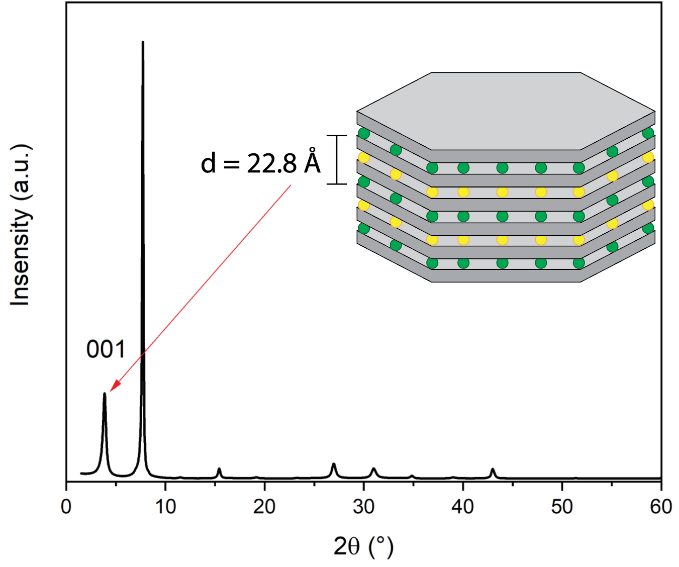 Insensity (a.u.)
d = 22.8 Å
001
0 10 20 30 40 50 60
2θ (°)